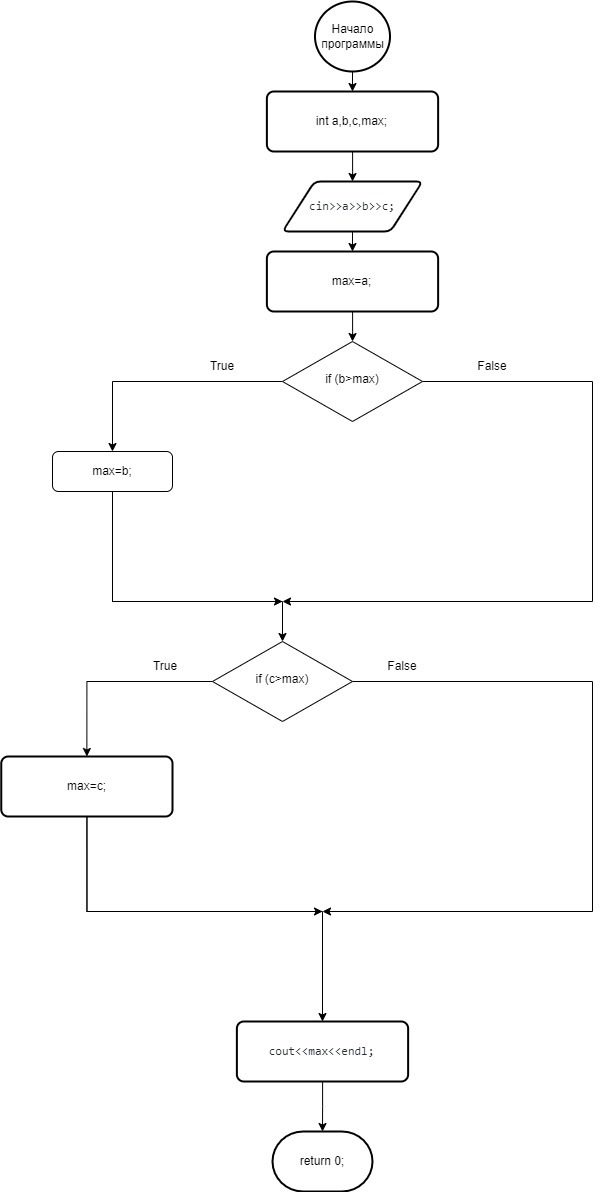 Начало
программы
int a,b,c,max;
cin>>a>>b>>c;
max=a;
True
if (b>max)
False
max=b;
True
if (c>max)
False
max=c;
cout<<max<<endl;
return 0;